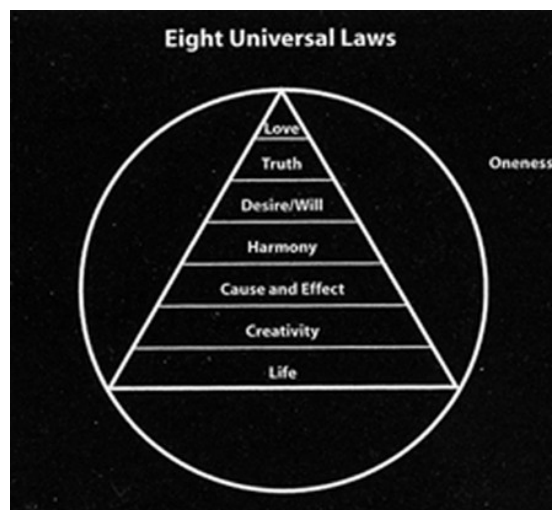 Eight Universal Laws
Love
Truth
Oneness
Desire/Will
Harmony
Cause and Effect
Creativity
Life